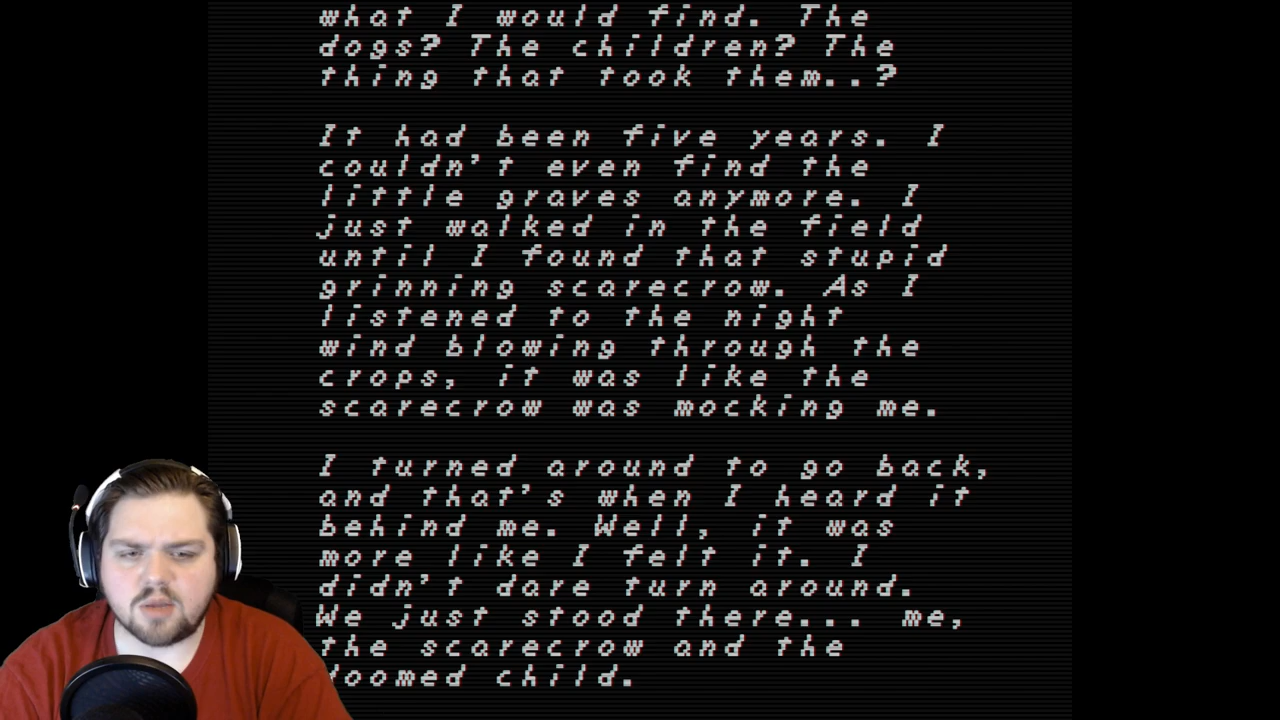 what I would find. The
dogs? The children? The
thing that took them..?
It had been five years. I
couldn't even find the
little graves anymore. I
just walked in the field
until I found that stupid
grinning scarecrow. As I
listened to the night
wind blowing through the
crops, it was like the
scarecrow was mocking me.
I turned around to go back,
and that's when I heard it
behind me. Well, it was
more like I felt it. I
didn't dare turn around.
We just stood there... me,
the scarecrow and the
doomed child.